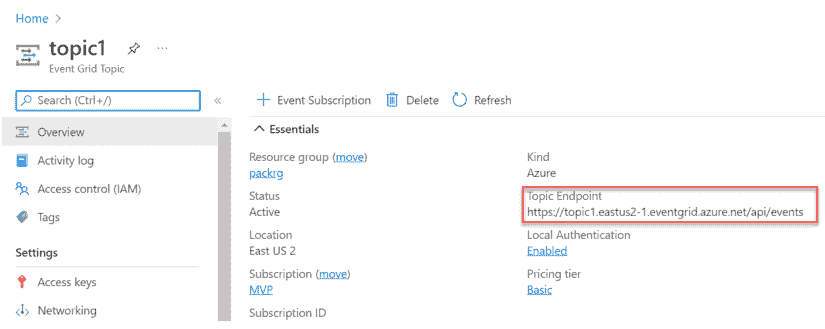 Home >
topic1
Event Grid Topic
Search (Ctrl+/)
«
Overview
Activity log
Access control (IAM)
Tags
Settings
Access keys
Networking
+ Event Subscription
Delete
Refresh
Essentials
Resource group (move)
packrg
Status
Active
Location
East US 2
Subscription (move)
MVP
Subscription ID
Kind
Azure
Topic Endpoint
https://topic1.eastus2-1.eventgrid.azure.net/api/events
Local Authentication
Enabled
Pricing tier
Basic